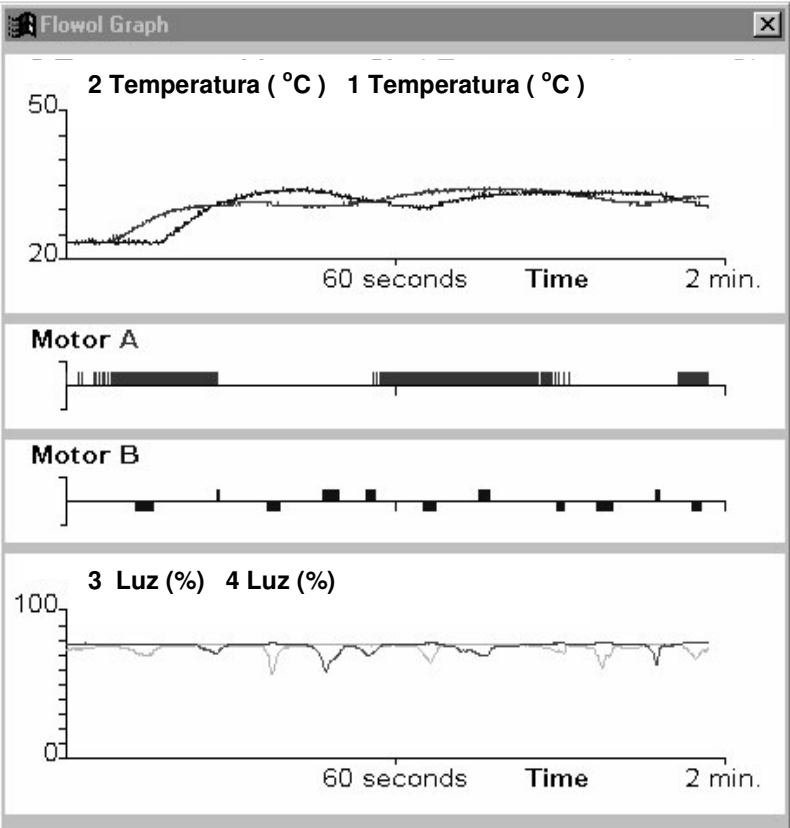 Flowol Graph
2 Temperatura ( °C )   1 Temperatura ( °C )
50
20
60 seconds   Time   2 min.
Motor A
Motor B
3  Luz (%)   4 Luz (%)
100
0
60 seconds   Time   2 min.